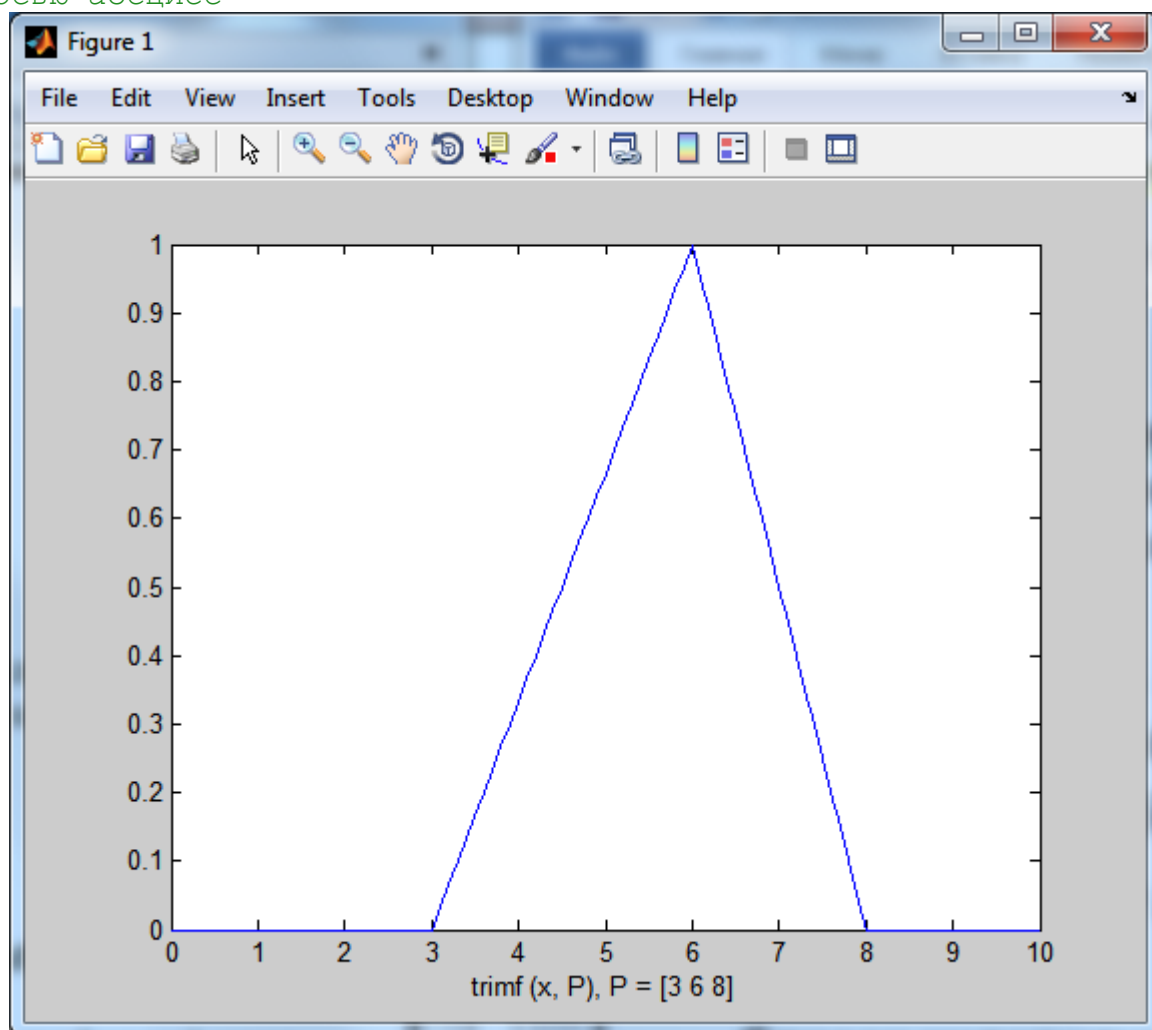 осью абсцисс
Figure 1
File Edit View Insert Tools Desktop Window Help
1
0.9
0.8
0.7
0.6
0.5
0.4
0.3
0.2
0.1
0
0 1 2 3 4 5 6 7 8 9 10
trimf (x, P), P = [3 6 8]